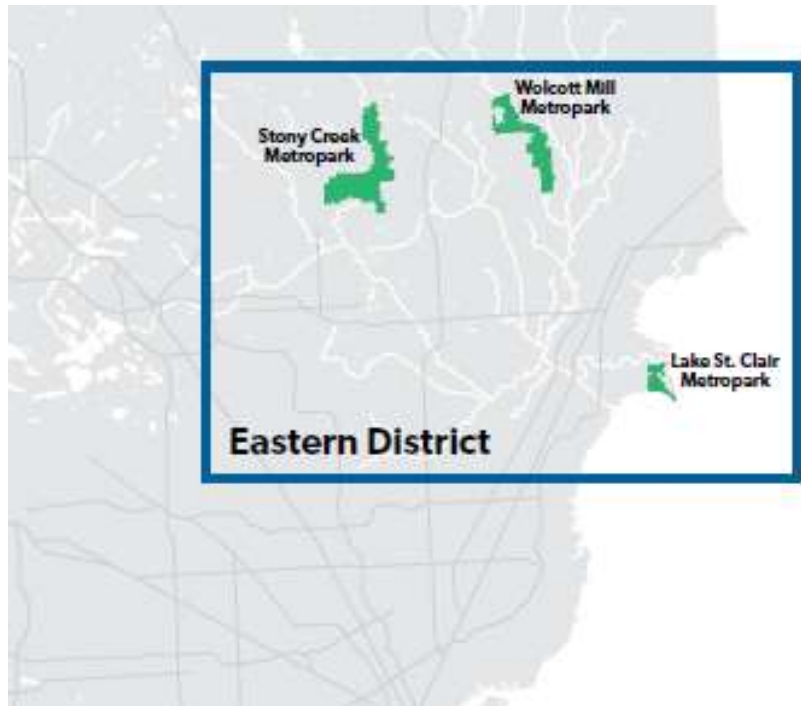 Wolcott Mill
Metropark
Stony Creek
Metropark
Lake St. Clair
Metropark
Eastern District